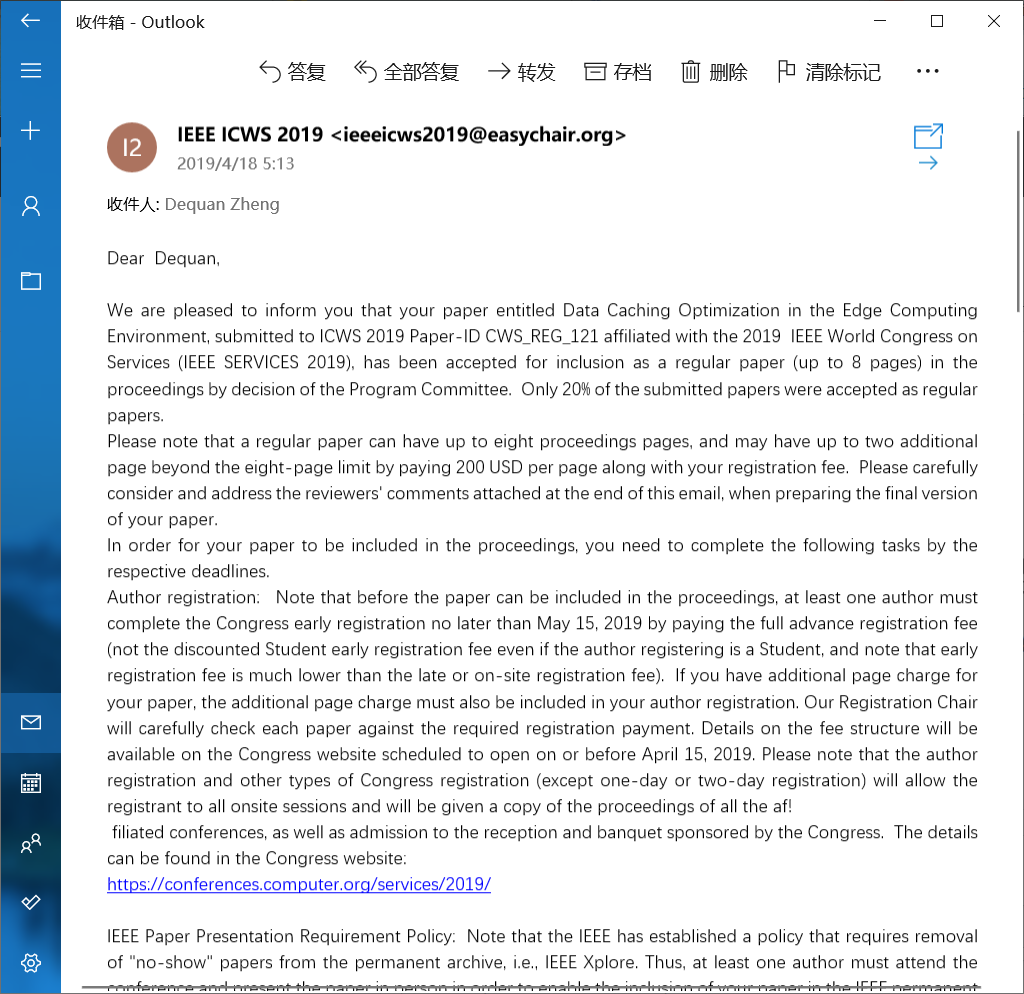 收件箱 - Outlook
答复 全部答复 转发 存档 删除 清除标记
I2
IEEE ICWS 2019 <ieeeicws2019@easychair.org>
2019/4/18 5:13
收件人: Dequan Zheng
Dear  Dequan,
We are pleased to inform you that your paper entitled Data Caching Optimization in the Edge Computing
Environment, submitted to ICWS 2019 Paper-ID CWS_REG_121 affiliated with the 2019  IEEE World Congress on
Services (IEEE SERVICES 2019), has been accepted for inclusion as a regular paper (up to 8 pages) in the
proceedings by decision of the Program Committee.  Only 20% of the submitted papers were accepted as regular
papers.
Please note that a regular paper can have up to eight proceedings pages, and may have up to two additional
page beyond the eight-page limit by paying 200 USD per page along with your registration fee.  Please carefully
consider and address the reviewers' comments attached at the end of this email, when preparing the final version
of your paper.
In order for your paper to be included in the proceedings, you need to complete the following tasks by the
respective deadlines.
Author registration:   Note that before the paper can be included in the proceedings, at least one author must
complete the Congress early registration no later than May 15, 2019 by paying the full advance registration fee
(not the discounted Student early registration fee even if the author registering is a Student, and note that early
registration fee is much lower than the late or on-site registration fee).  If you have additional page charge for
your paper, the additional page charge must also be included in your author registration. Our Registration Chair
will carefully check each paper against the required registration payment. Details on the fee structure will be
available on the Congress website scheduled to open on or before April 15, 2019. Please note that the author
registration and other types of Congress registration (except one-day or two-day registration) will allow the
registrant to all onsite sessions and will be given a copy of the proceedings of all the af!
filiated conferences, as well as admission to the reception and banquet sponsored by the Congress.  The details
can be found in the Congress website:
https://conferences.computer.org/services/2019/
IEEE Paper Presentation Requirement Policy:  Note that the IEEE has established a policy that requires removal
of "no-show" papers from the permanent archive, i.e., IEEE Xplore. Thus, at least one author must attend the
conference and present the paper in person in order to enable the inclusion of your paper in the IEEE permanent